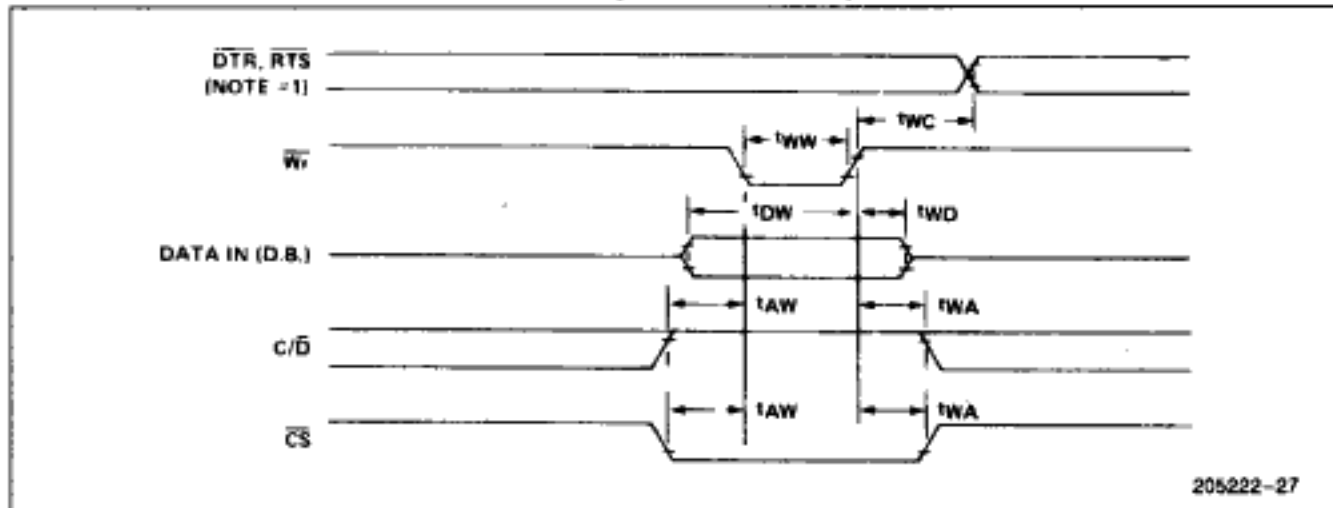 DTR, RTS
(NOTE =1)
tWC
tWW
Wr
tDW
tWD
DATA IN (D.B.)
tAW
tWA
C/D
tAW
tWA
CS
205222-27